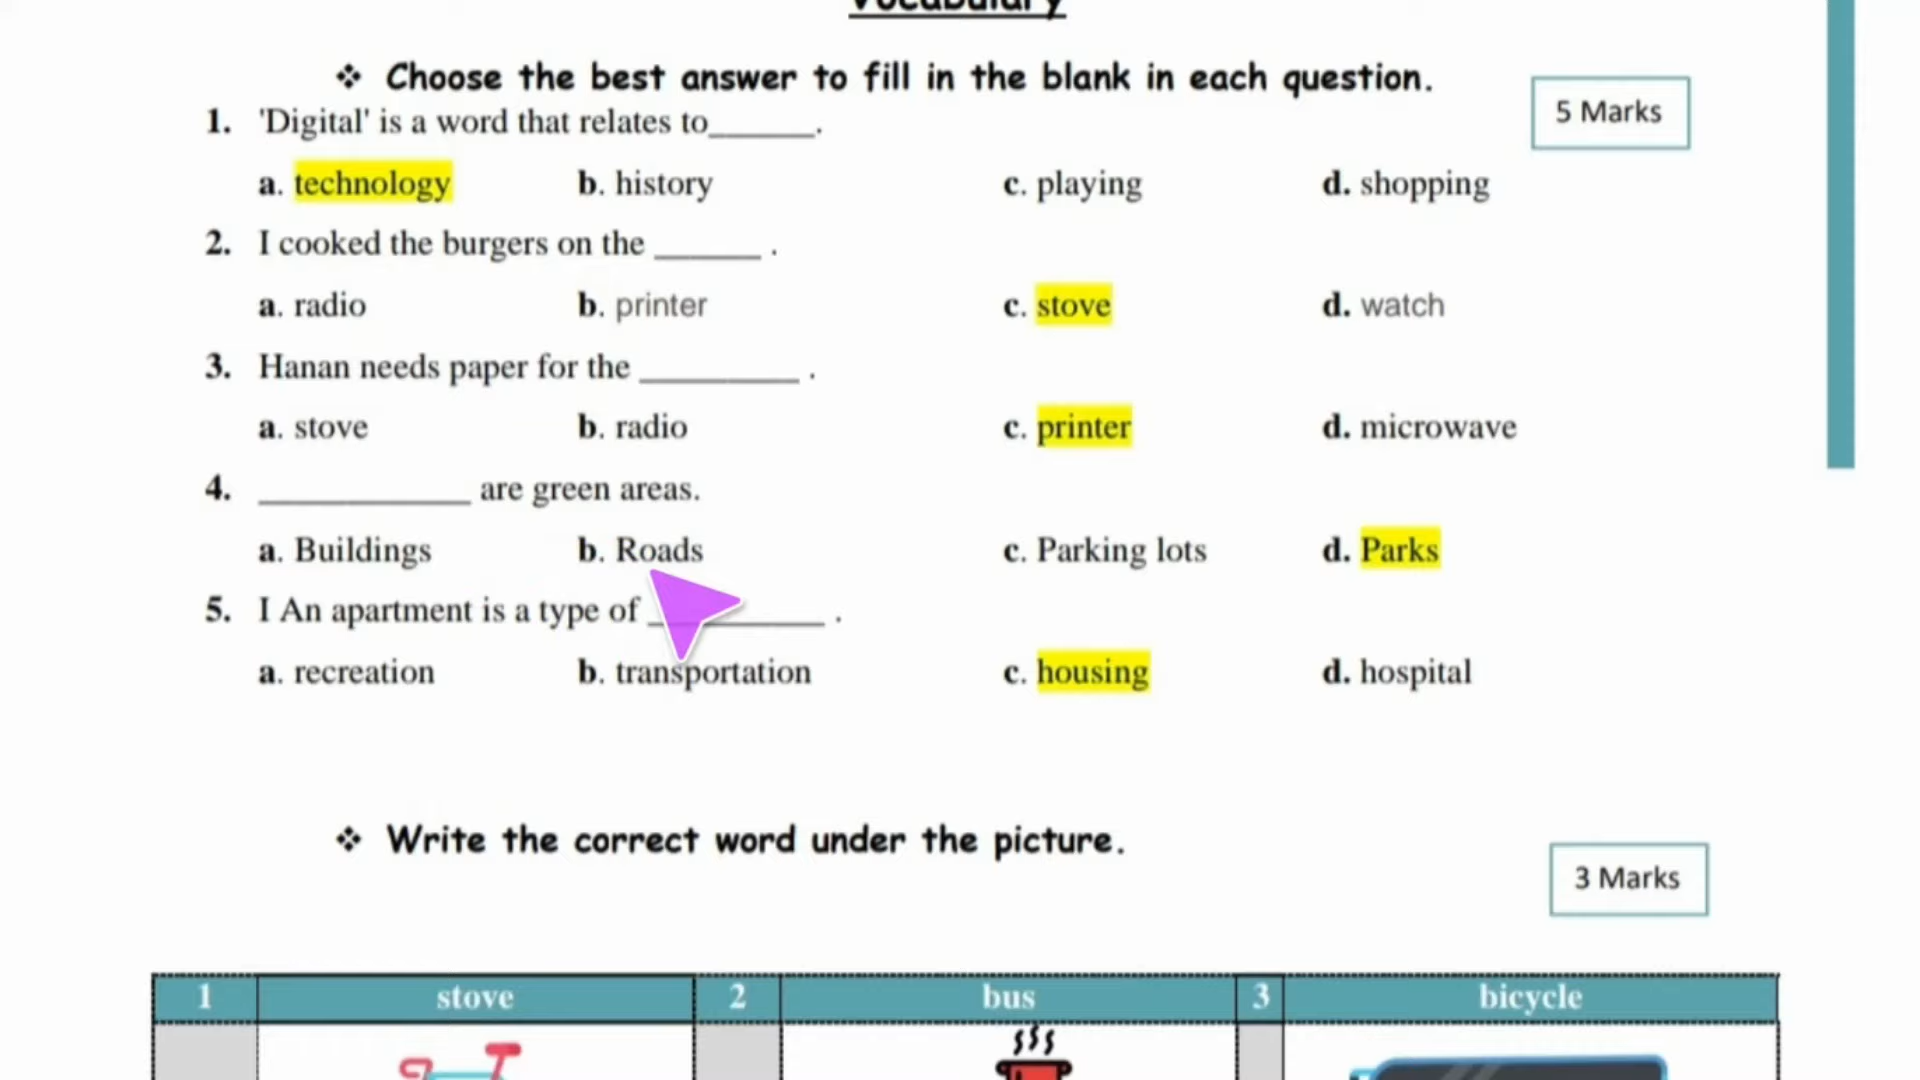 Vocabulary
❖ Choose the best answer to fill in the blank in each question.
5 Marks
1. 'Digital' is a word that relates to______.
a. technology b. history c. playing d. shopping
2. I cooked the burgers on the ______ .
a. radio b. printer c. stove d. watch
3. Hanan needs paper for the _________ .
a. stove b. radio c. printer d. microwave
4. ____________ are green areas.
a. Buildings b. Roads c. Parking lots d. Parks
5. I An apartment is a type of __________ .
a. recreation b. transportation c. housing d. hospital
❖ Write the correct word under the picture.
3 Marks
1 stove 2 bus 3 bicycle